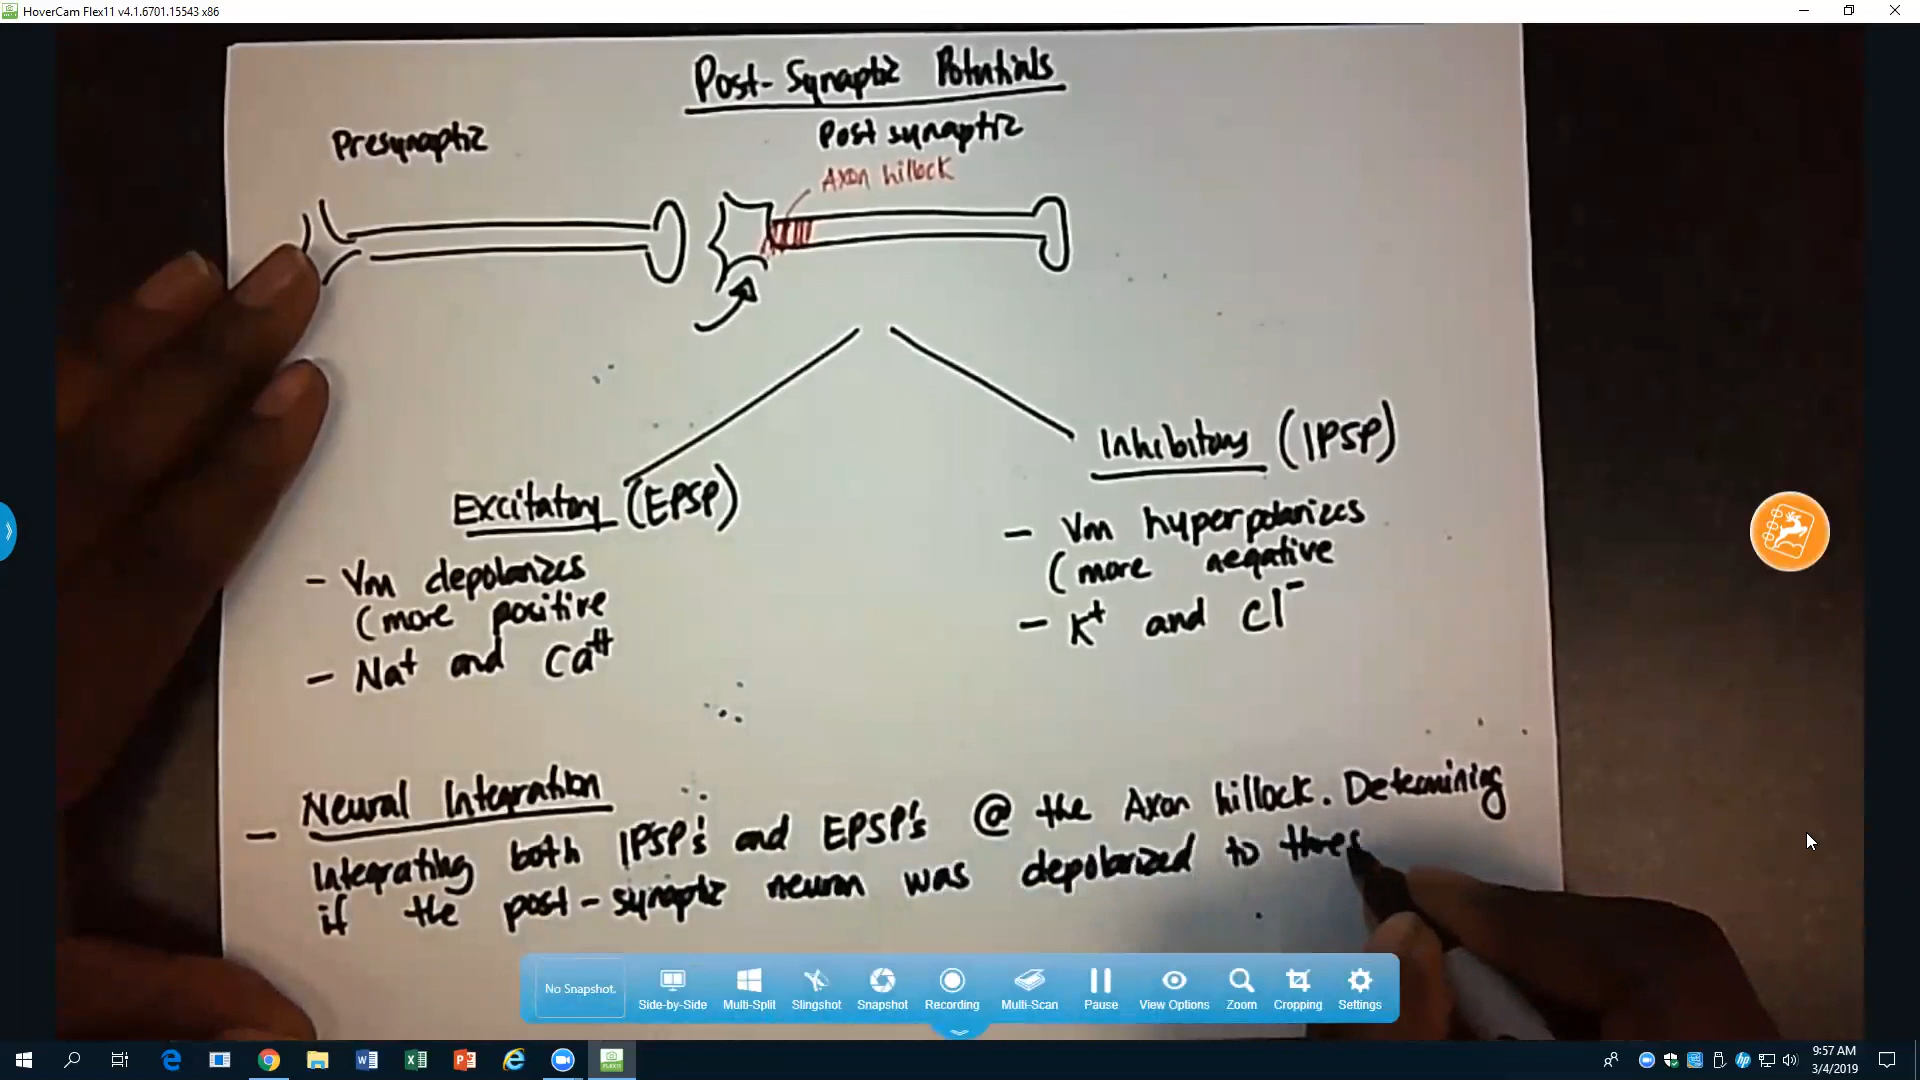 HoverCam Flex11 v4.1.6701.15543 x86
Post-Synaptic Potentials
Presynaptic
Post synaptic
Axon hillock
Excitatory (EPSP)
- Vm depolarizes
(more positive
- Na+ and Ca++
Inhibitory (IPSP)
- Vm hyperpolarizes
(more negative
- K+ and Cl-
- Neural Integration
Integrating both IPSP's and EPSP's @ the Axon hillock. Determining
if the post-synaptic neuron was depolarized to thres
No Snapshot.
Side-by-Side
Multi-Split
Slingshot
Snapshot
Recording
Multi-Scan
Pause
View Options
Zoom
Cropping
Settings
FLEX11
hp
9:57 AM
3/4/2019